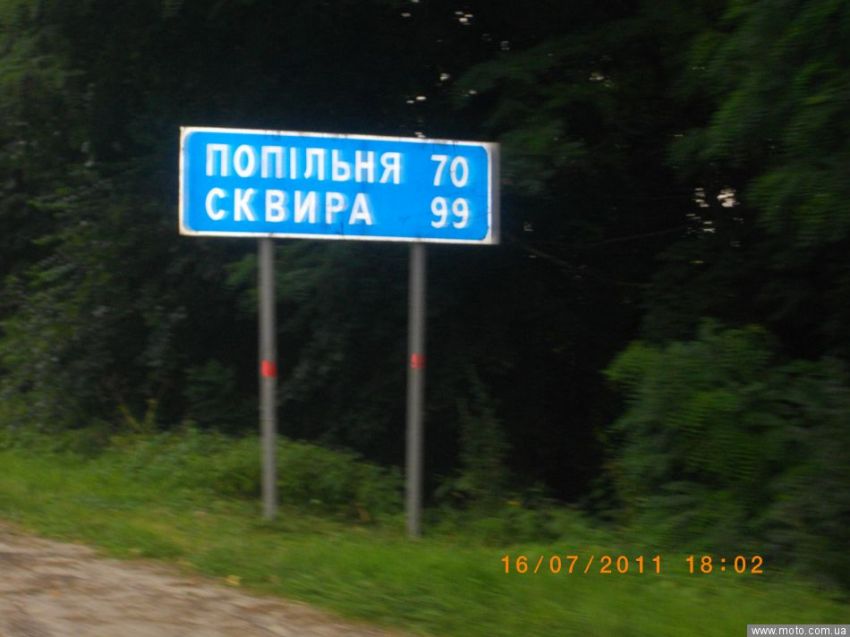 ПОПІЛЬНЯ 70
СКВИРА 99
16/07/2011 18:02
www.moto.com.ua